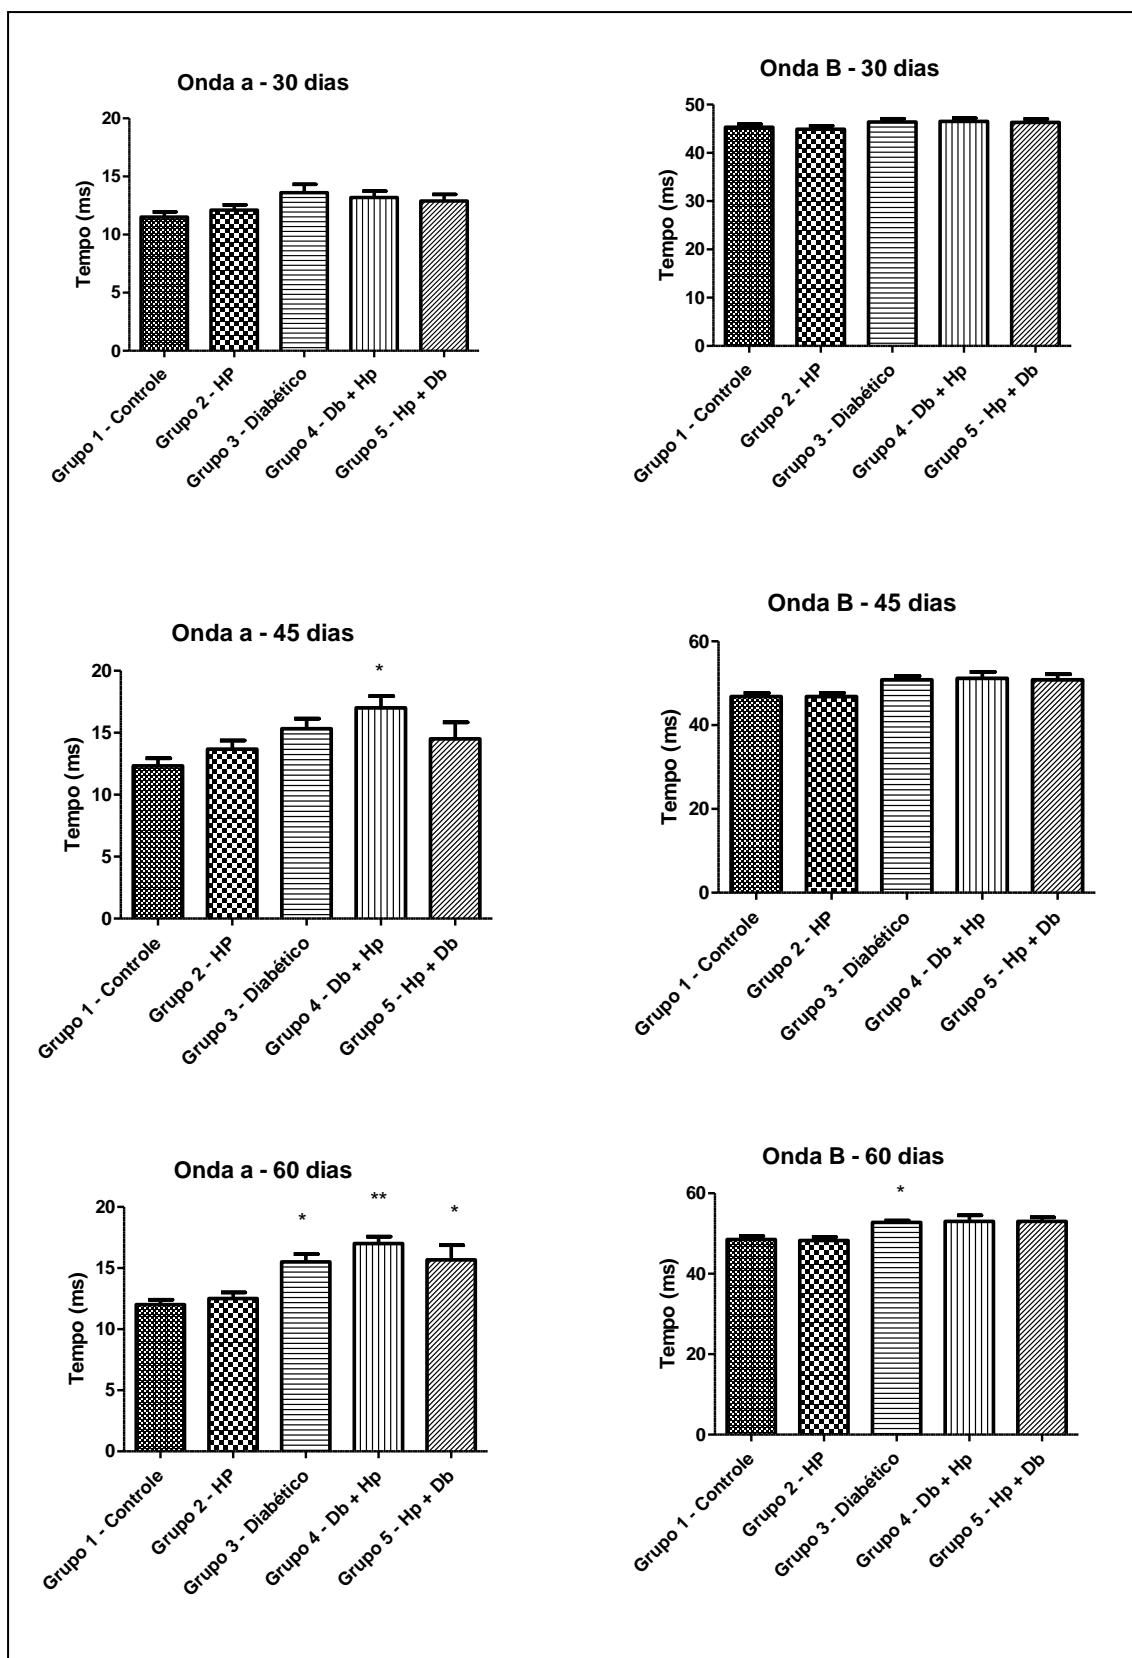 Onda a - 30 dias
20
15
10
5
0
Tempo (ms)
Grupo 1 - Controle
Grupo 2 - HP
Grupo 3 - Diabético
Grupo 4 - Db + Hp
Grupo 5 - Hp + Db
Onda B - 30 dias
50
40
30
20
10
0
Tempo (ms)
Grupo 1 - Controle
Grupo 2 - HP
Grupo 3 - Diabético
Grupo 4 - Db + Hp
Grupo 5 - Hp + Db
Onda a - 45 dias
*
20
15
10
5
0
Tempo (ms)
Grupo 1 - Controle
Grupo 2 - HP
Grupo 3 - Diabético
Grupo 4 - Db + Hp
Grupo 5 - Hp + Db
Onda B - 45 dias
60
40
20
0
Tempo (ms)
Grupo 1 - Controle
Grupo 2 - HP
Grupo 3 - Diabético
Grupo 4 - Db + Hp
Grupo 5 - Hp + Db
Onda a - 60 dias
* ** *
20
15
10
5
0
Tempo (ms)
Grupo 1 - Controle
Grupo 2 - HP
Grupo 3 - Diabético
Grupo 4 - Db + Hp
Grupo 5 - Hp + Db
Onda B - 60 dias
*
60
40
20
0
Tempo (ms)
Grupo 1 - Controle
Grupo 2 - HP
Grupo 3 - Diabético
Grupo 4 - Db + Hp
Grupo 5 - Hp + Db